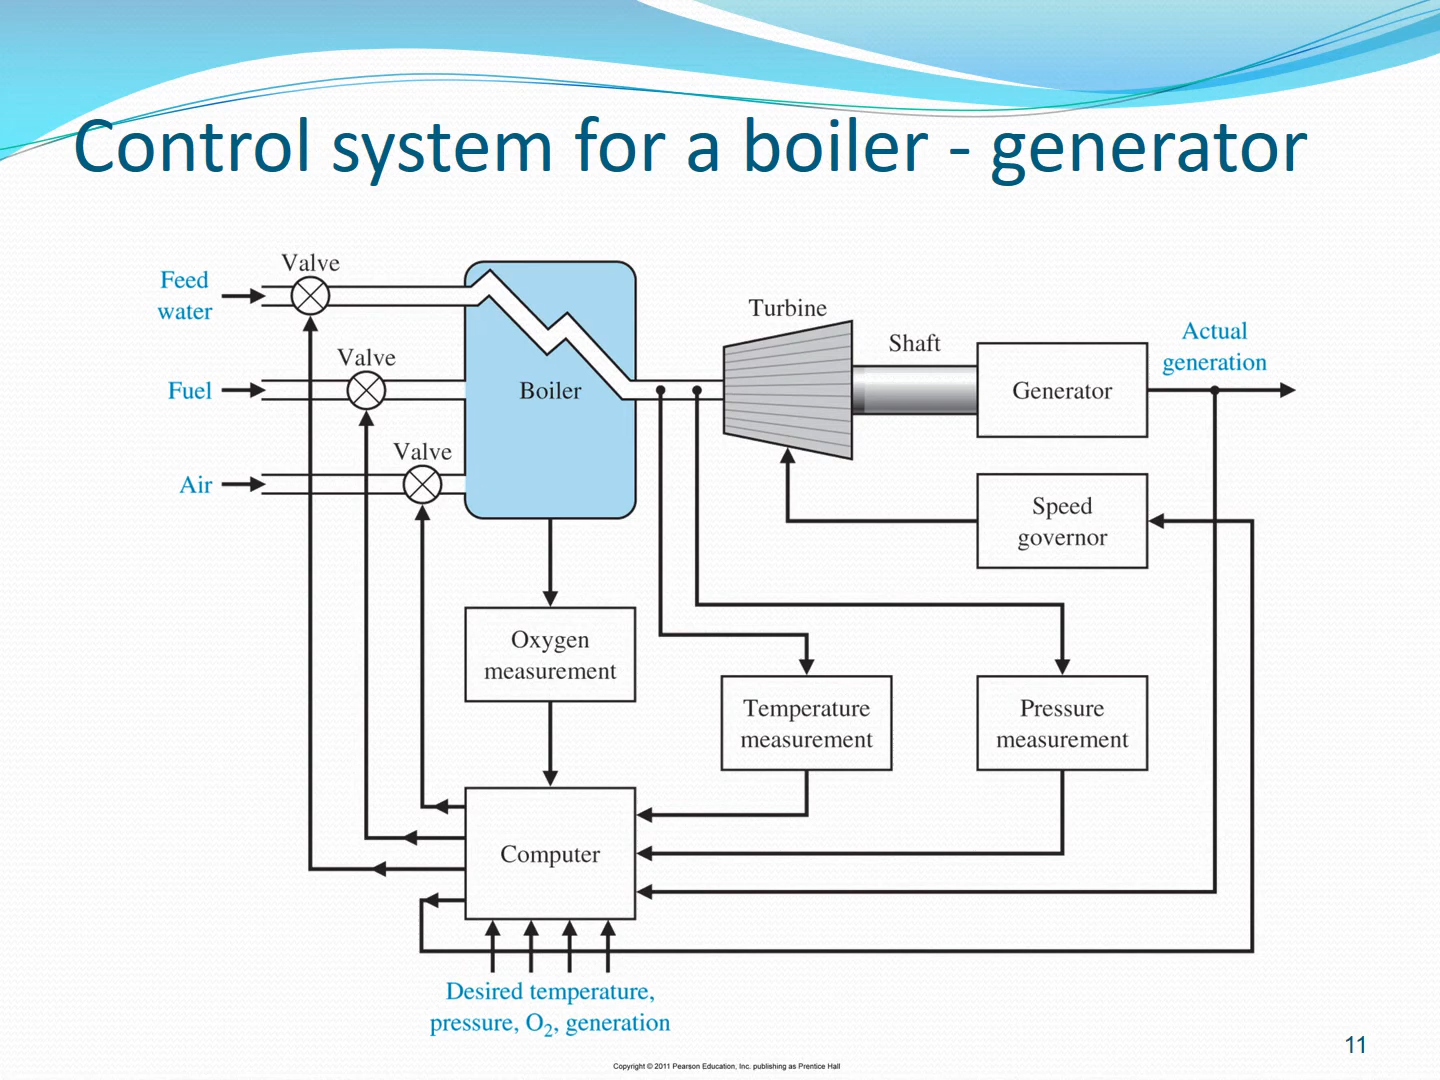 Control system for a boiler - generator
Valve
Feed
water
Valve
Fuel
Valve
Air
Boiler
Turbine
Shaft
Generator
Actual
generation
Speed
governor
Oxygen
measurement
Temperature
measurement
Pressure
measurement
Computer
Desired temperature,
pressure, O₂, generation
11
Copyright © 2011 Pearson Education, Inc. publishing as Prentice Hall